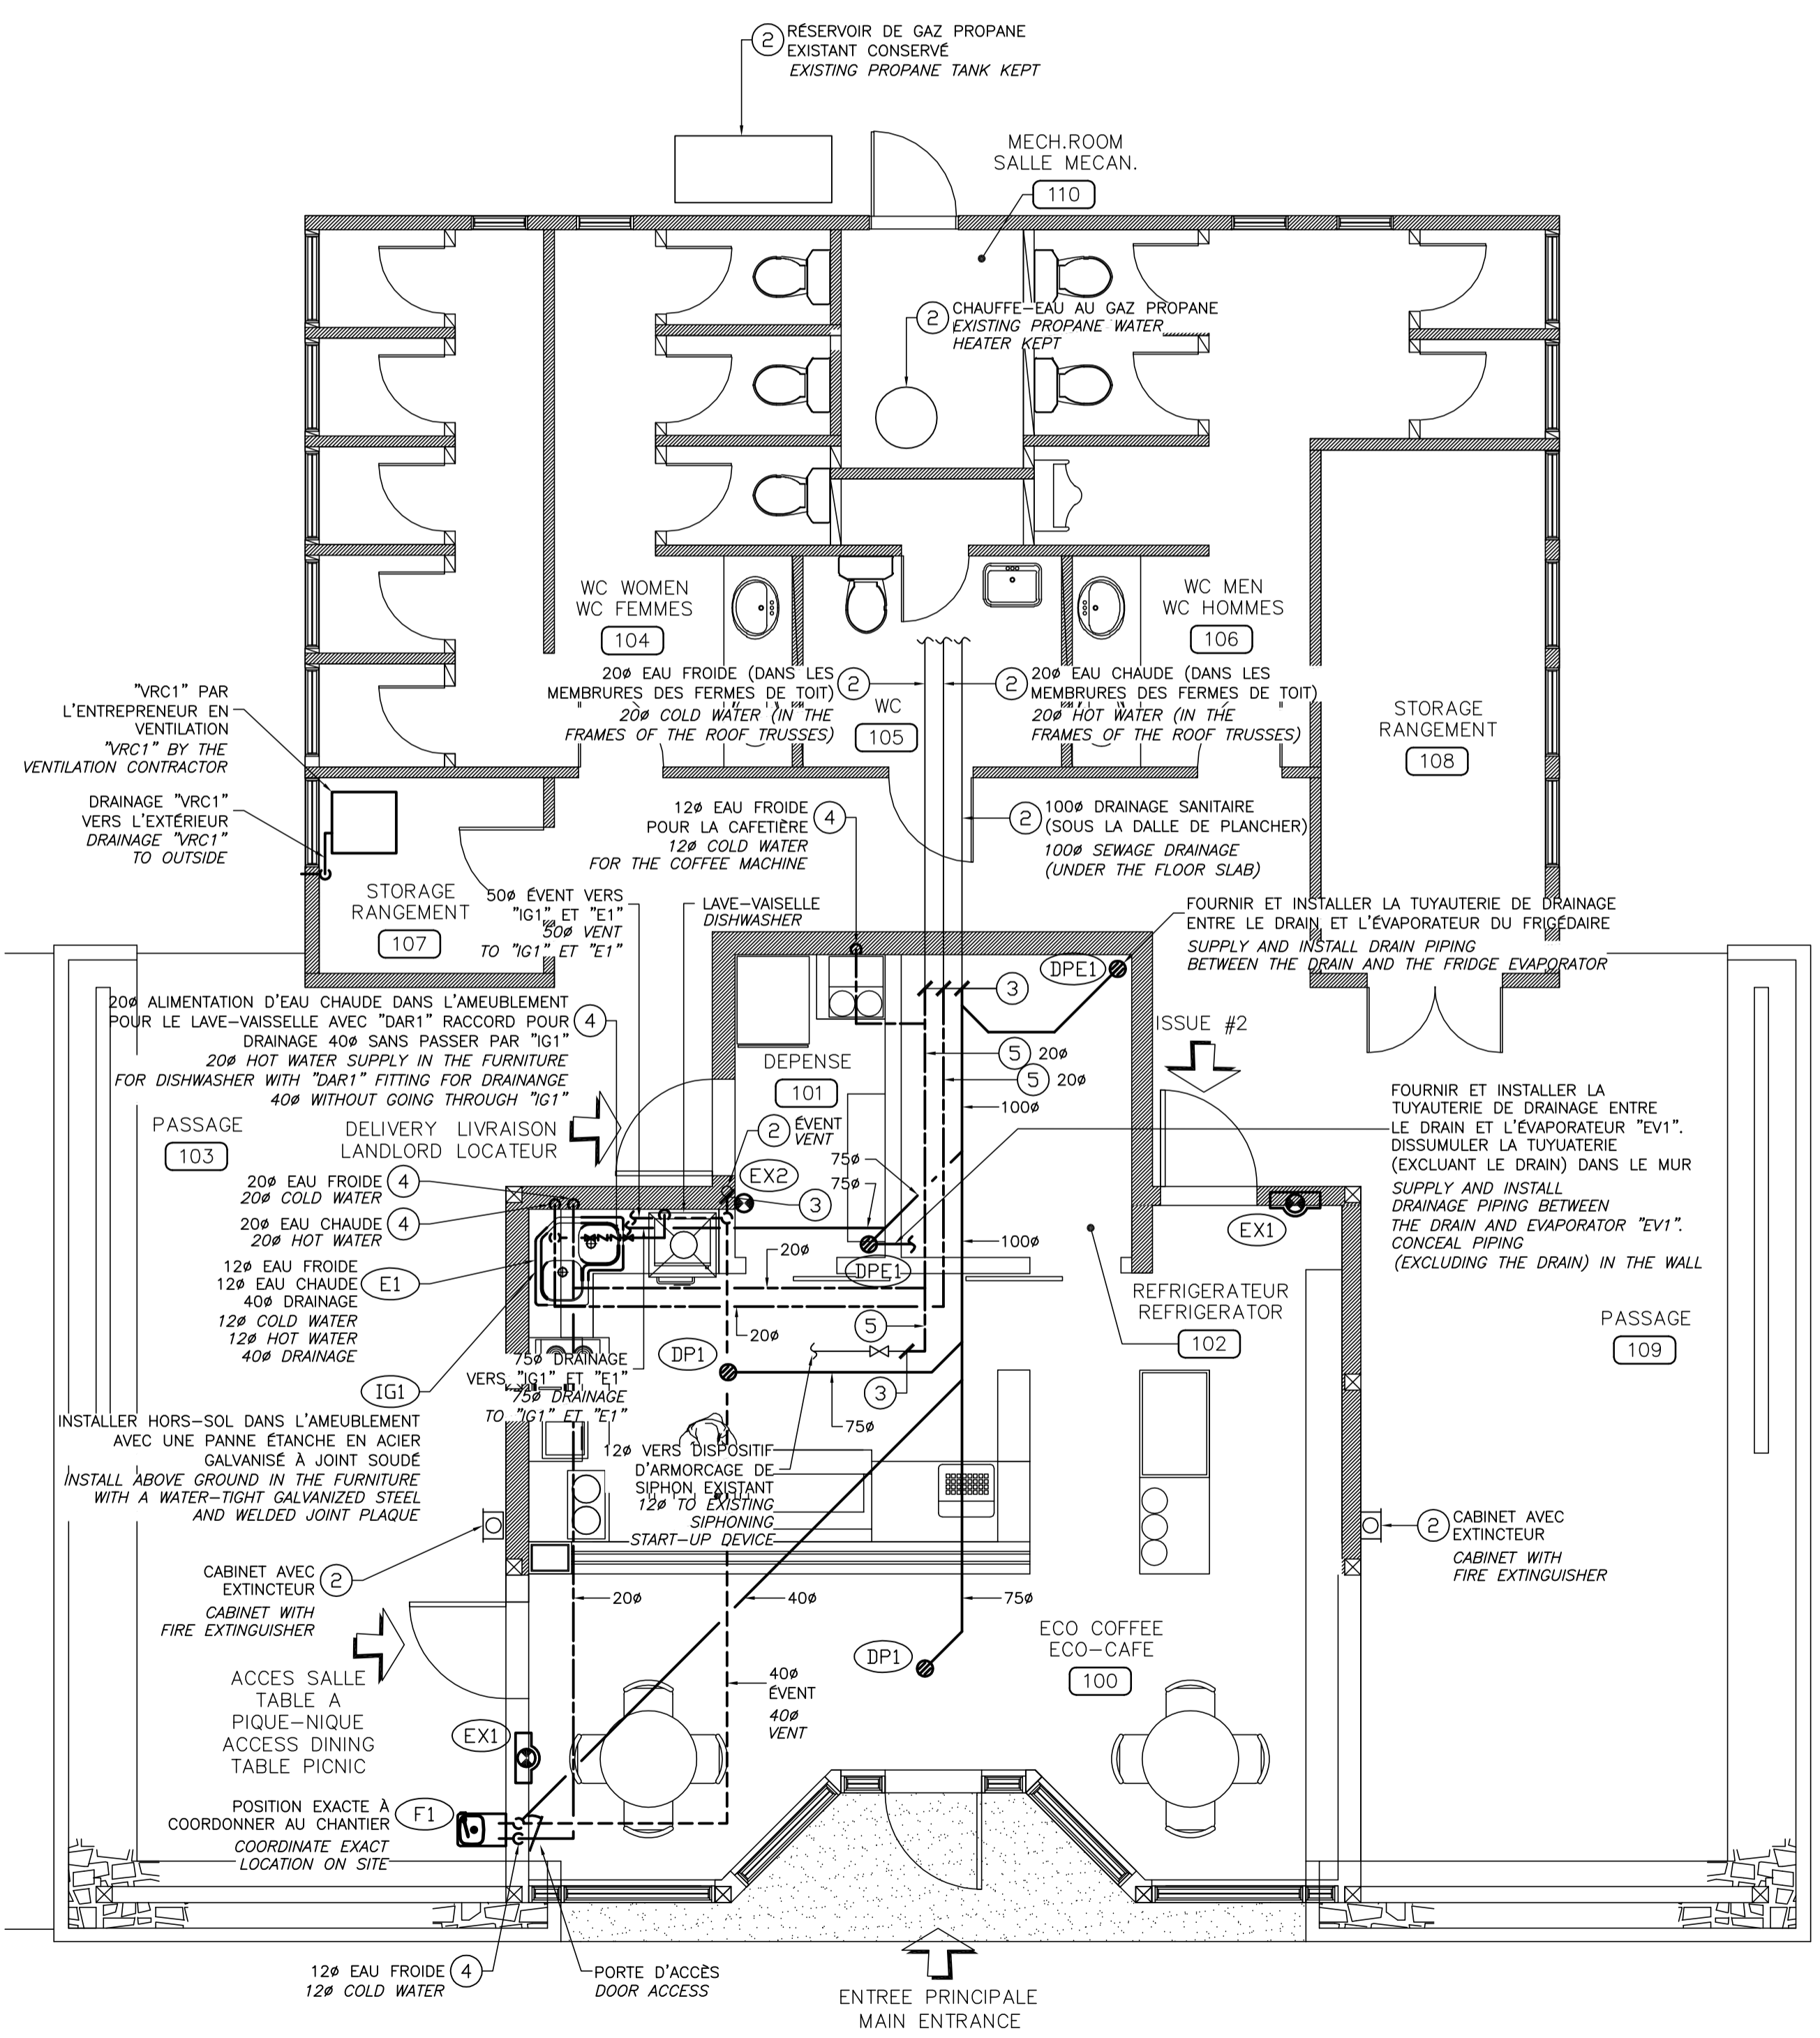 2
RÉSERVOIR DE GAZ PROPANE
EXISTANT CONSERVÉ
EXISTING PROPANE TANK KEPT
MECH.ROOM
SALLE MECAN.
110
2
CHAUFFE-EAU AU GAZ PROPANE
EXISTING PROPANE WATER
HEATER KEPT
WC WOMEN
WC FEMMES
104
WC MEN
WC HOMMES
106
20ø EAU FROIDE (DANS LES
MEMBRURES DES FERMES DE TOIT)
20ø COLD WATER (IN THE
FRAMES OF THE ROOF TRUSSES)
2
2
20ø EAU CHAUDE (DANS LES
MEMBRURES DES FERMES DE TOIT)
20ø HOT WATER (IN THE
FRAMES OF THE ROOF TRUSSES)
WC
105
STORAGE
RANGEMENT
108
"VRC1" PAR
L'ENTREPRENEUR EN
VENTILATION
"VRC1" BY THE
VENTILATION CONTRACTOR
DRAINAGE "VRC1"
VERS L'EXTÉRIEUR
DRAINAGE "VRC1"
TO OUTSIDE
12ø EAU FROIDE
POUR LA CAFETIÈRE
12ø COLD WATER
FOR THE COFFEE MACHINE
4
2
100ø DRAINAGE SANITAIRE
(SOUS LA DALLE DE PLANCHER)
100ø SEWAGE DRAINAGE
(UNDER THE FLOOR SLAB)
STORAGE
RANGEMENT
107
50ø ÉVENT VERS
"IG1" ET "E1"
50ø VENT
TO "IG1" ET "E1"
LAVE-VAISELLE
DISHWASHER
FOURNIR ET INSTALLER LA TUYAUTERIE DE DRAINAGE
ENTRE LE DRAIN ET L'ÉVAPORATEUR DU FRIGÉDAIRE
SUPPLY AND INSTALL DRAIN PIPING
BETWEEN THE DRAIN AND THE FRIDGE EVAPORATOR
DPE1
3
20ø ALIMENTATION D'EAU CHAUDE DANS L'AMEUBLEMENT
POUR LE LAVE-VAISSELLE AVEC "DAR1" RACCORD POUR
DRAINAGE 40ø SANS PASSER PAR "IG1"
20ø HOT WATER SUPPLY IN THE FURNITURE
FOR DISHWASHER WITH "DAR1" FITTING FOR DRAINANGE
40ø WITHOUT GOING THROUGH "IG1"
4
ISSUE #2
DEPENSE
101
5 20ø
5 20ø
100ø
PASSAGE
103
DELIVERY LIVRAISON
LANDLORD LOCATEUR
2
ÉVENT
VENT
EX2
3
75ø
75ø
FOURNIR ET INSTALLER LA
TUYAUTERIE DE DRAINAGE ENTRE
LE DRAIN ET L'ÉVAPORATEUR "EV1".
DISSUMULER LA TUYUATERIE
(EXCLUANT LE DRAIN) DANS LE MUR
SUPPLY AND INSTALL
DRAINAGE PIPING BETWEEN
THE DRAIN AND EVAPORATOR "EV1".
CONCEAL PIPING
(EXCLUDING THE DRAIN) IN THE WALL
20ø EAU FROIDE
20ø COLD WATER
4
20ø EAU CHAUDE
20ø HOT WATER
4
EX1
12ø EAU FROIDE
12ø EAU CHAUDE
40ø DRAINAGE
12ø COLD WATER
12ø HOT WATER
40ø DRAINAGE
E1
20ø
100ø
DPE1
REFRIGERATEUR
REFRIGERATOR
102
PASSAGE
109
20ø
5
DP1
75ø DRAINAGE
VERS "IG1" ET "E1"
75ø DRAINAGE
TO "IG1" ET "E1"
3
IG1
75ø
INSTALLER HORS-SOL DANS L'AMEUBLEMENT
AVEC UNE PANNE ÉTANCHE EN ACIER
GALVANISÉ À JOINT SOUDÉ
INSTALL ABOVE GROUND IN THE FURNITURE
WITH A WATER-TIGHT GALVANIZED STEEL
AND WELDED JOINT PLAQUE
12ø VERS DISPOSITIF
D'ARMORCAGE DE
SIPHON EXISTANT
12ø TO EXISTING
SIPHONING
START-UP DEVICE
2
CABINET AVEC
EXTINCTEUR
CABINET WITH
FIRE EXTINGUISHER
CABINET AVEC
EXTINCTEUR
CABINET WITH
FIRE EXTINGUISHER
2
20ø
40ø
75ø
ECO COFFEE
ECO-CAFE
100
DP1
ACCES SALLE
TABLE A
PIQUE-NIQUE
ACCESS DINING
TABLE PICNIC
40ø
ÉVENT
40ø
VENT
EX1
POSITION EXACTE À
COORDONNER AU CHANTIER
COORDINATE EXACT
LOCATION ON SITE
F1
12ø EAU FROIDE
12ø COLD WATER
4
PORTE D'ACCÈS
DOOR ACCESS
ENTREE PRINCIPALE
MAIN ENTRANCE